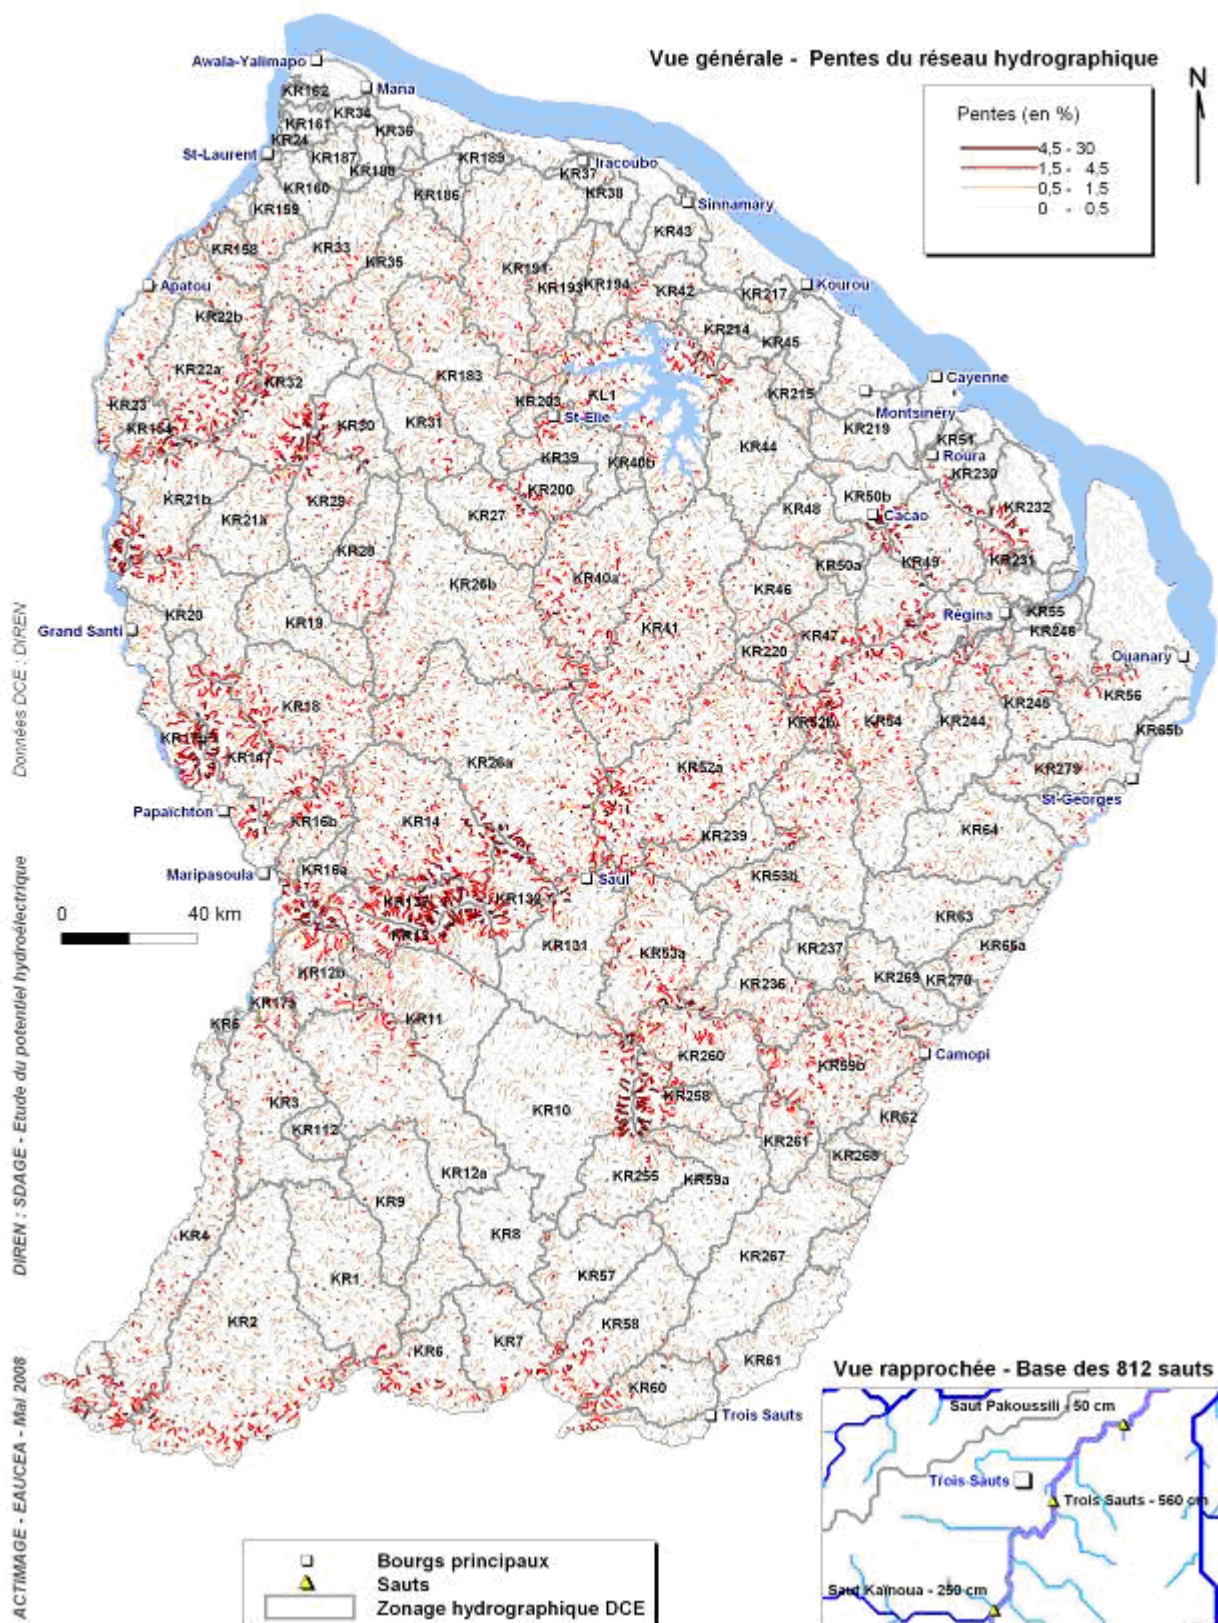 Vue générale - Pentes du réseau hydrographique
N
Pentes (en %)
4,5 - 30
1,5 - 4,5
0,5 - 1,5
0 - 0,5
Awala-Yalimapo
Mana
KR162
KR34
KR161
KR36
KR24
St-Laurent
KR187
KR188
KR189
Iracoubo
KR37
KR160
KR186
KR38
Sinnamary
KR159
KR43
KR158
KR33
KR35
KR191
KR193
KR194
KR42
KR217
Kourou
Apatou
KR22b
KR214
KR45
KR22a
KR32
KR183
Cayenne
KR23
KR203
KL1
KR215
Montsinéry
KR154
KR30
KR31
St-Elie
KR219
KR51
KR44
Roura
KR39
KR40b
KR230
KR21b
KR29
KR200
KR50b
KR21a
KR27
KR48
Cacao
KR232
KR28
KR49
KR231
KR26b
KR40a
KR50a
KR46
KR20
KR19
KR41
KR47
Régina
KR55
KR246
Grand Santi
KR220
Ouanary
KR18
KR52b
KR54
KR244
KR245
KR56
KR65b
KR147
KR26a
KR52a
KR279
St-Georges
Papaïchton
KR16b
KR14
KR239
KR64
Maripasoula
KR16a
Saul
KR53b
0 40 km
KR132
KR63
KR131
KR53a
KR237
KR65a
KR12b
KR236
KR269
KR270
KR11
KR260
KR59b
Camopi
KR3
KR10
KR258
KR62
KR112
KR261
KR268
KR12a
KR255
KR59a
KR9
KR4
KR8
KR267
KR1
KR57
KR2
KR6
KR7
KR58
KR61
KR60
Trois Sauts
Données DCE : DIREN
DIREN : SDAGE - Etude du potentiel hydroélectrique
ACTIMAGE - EAUCEA - Mai 2008
Vue rapprochée - Base des 812 sauts
Saut Pakoussili - 50 cm
Trois Sauts
Trois Sauts - 560 cm
Saut Kaïnoua - 250 cm
Bourgs principaux
Sauts
Zonage hydrographique DCE